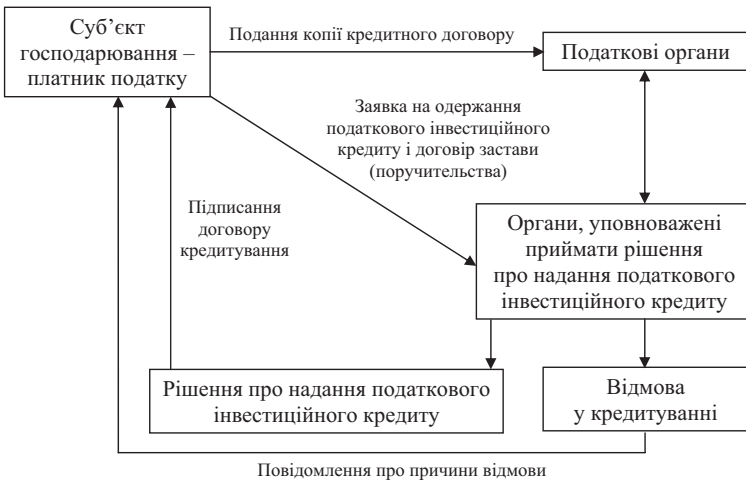 Суб’єкт
господарювання –
платник податку
Подання копії кредитного договору
Податкові органи
Заявка на одержання
податкового інвестиційного
кредиту і договір застави
(поручительства)
Підписання
договору
кредитування
Органи, уповноважені
приймати рішення
про надання податкового
інвестиційного кредиту
Рішення про надання податкового
інвестиційного кредиту
Відмова
у кредитуванні
Повідомлення про причини відмови